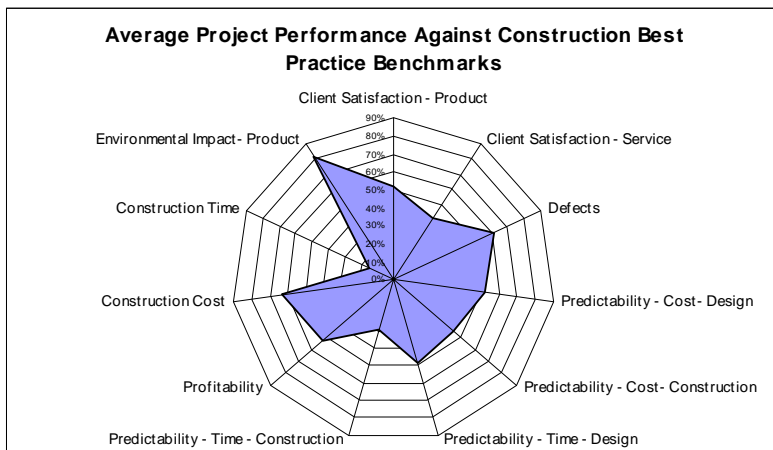 Average Project Performance Against Construction Best
Practice Benchmarks
Client Satisfaction - Product
90%
80%
70%
60%
50%
40%
30%
20%
10%
0%
Environmental Impact- Product
Client Satisfaction - Service
Construction Time
Defects
Construction Cost
Predictability - Cost- Design
Profitability
Predictability - Cost- Construction
Predictability - Time - Construction
Predictability - Time - Design